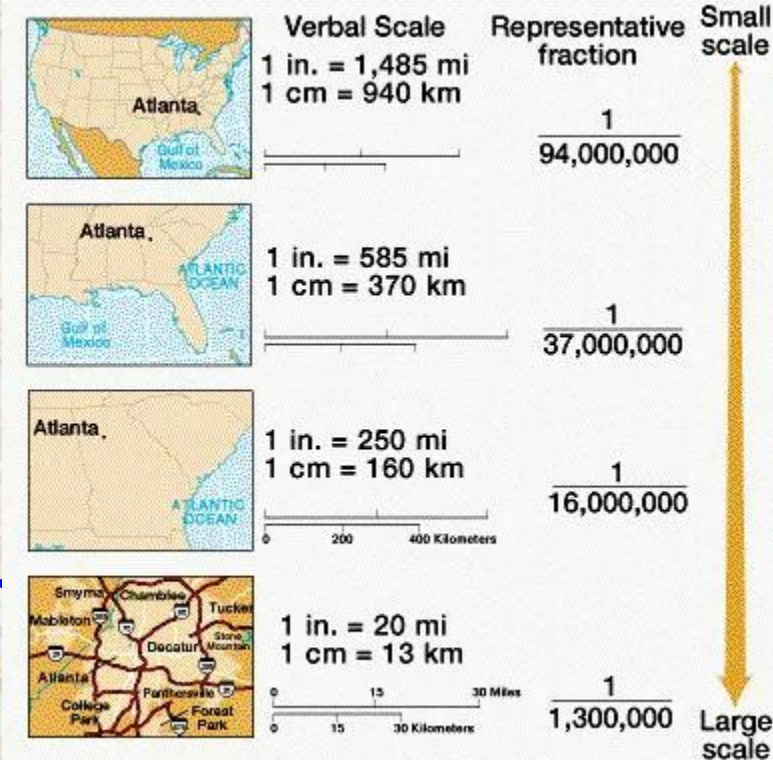 Verbal Scale
Representative
fraction
Small
scale
1 in. = 1,485 mi
1 cm = 940 km
1
94,000,000
Atlanta
Gulf of
Mexico
Atlanta
ATLANTIC
OCEAN
Gulf of
Mexico
1 in. = 585 mi
1 cm = 370 km
1
37,000,000
Atlanta
ATLANTIC
OCEAN
1 in. = 250 mi
1 cm = 160 km
0 200 400 Kilometers
1
16,000,000
Smyrna
Chamblee
Tucker
Mableton
Stone
Mountain
Decatur
Atlanta
Panthersville
College
Park
Forest
Park
1 in. = 20 mi
1 cm = 13 km
0 15 30 Miles
0 15 30 Kilometers
1
1,300,000
Large
scale